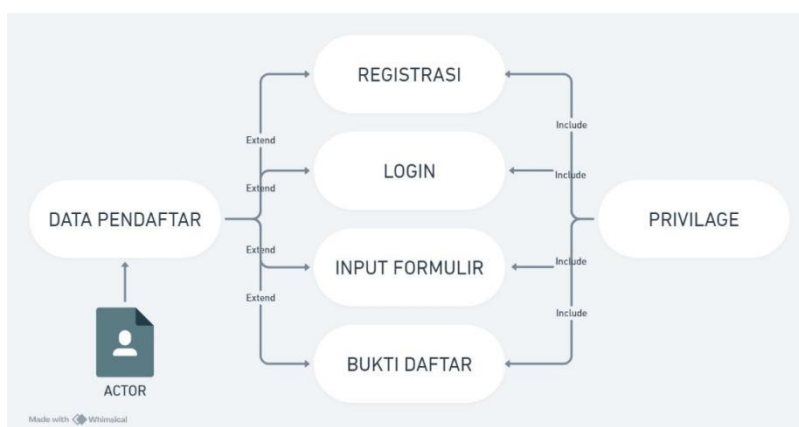 REGISTRASI
Extend
Include
LOGIN
Extend
Include
DATA PENDAFTAR
PRIVILAGE
Extend
Include
INPUT FORMULIR
Extend
Include
BUKTI DAFTAR
ACTOR
Made with Whimsical